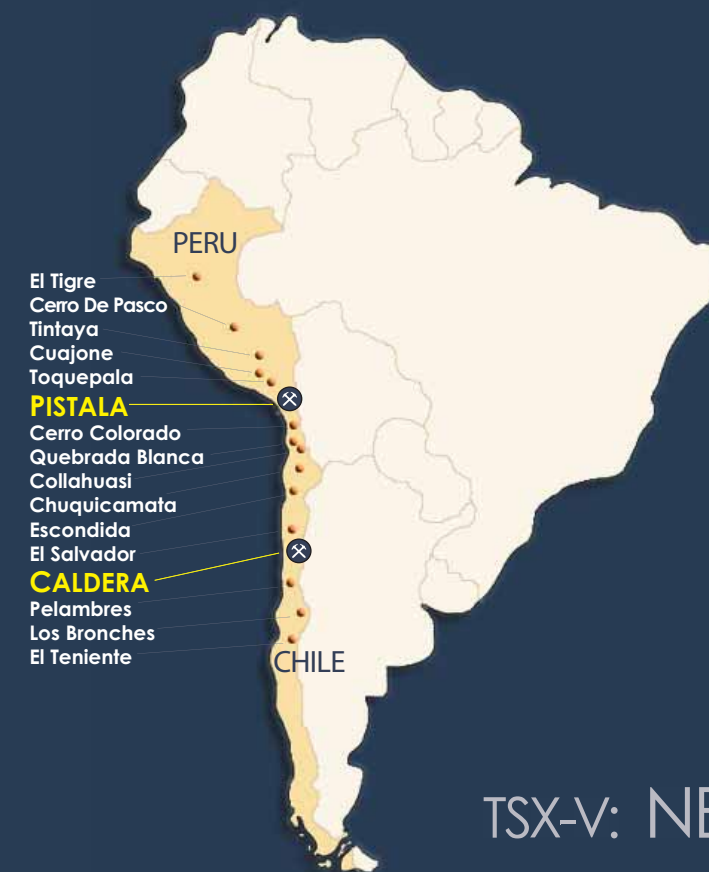 PERU
El Tigre
Cerro De Pasco
Tintaya
Cuajone
Toquepala
PISTALA
Cerro Colorado
Quebrada Blanca
Collahuasi
Chuquicamata
Escondida
El Salvador
CALDERA
Pelambres
Los Bronches
El Teniente
CHILE
TSX-V: